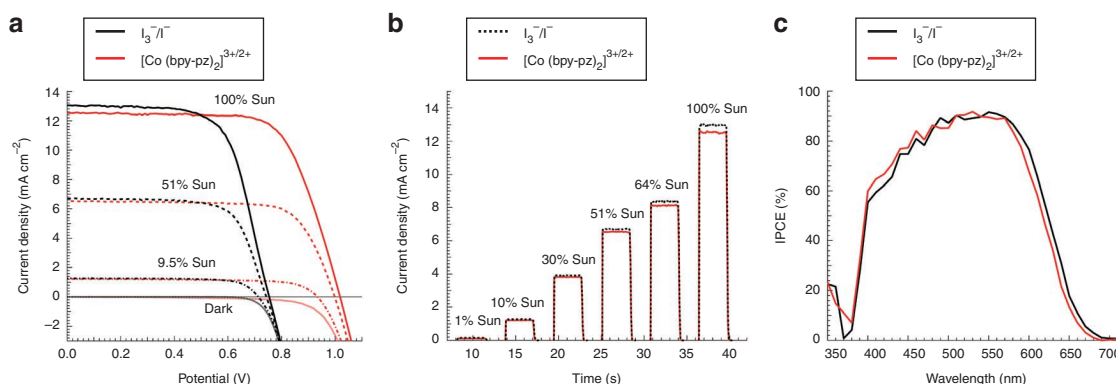 a
I₃⁻/I⁻
[Co (bpy-pz)₂]³⁺/²⁺
14
12
10
8
6
4
2
0
−2
Current density (mA cm⁻²)
100% Sun
51% Sun
9.5% Sun
Dark
0.0 0.2 0.4 0.6 0.8 1.0
Potential (V)
b
I₃⁻/I⁻
[Co (bpy-pz)₂]³⁺/²⁺
14
12
10
8
6
4
2
0
Current density (mA cm⁻²)
100% Sun
64% Sun
51% Sun
30% Sun
10% Sun
1% Sun
10 15 20 25 30 35 40
Time (s)
c
I₃⁻/I⁻
[Co (bpy-pz)₂]³⁺/²⁺
100
80
60
40
20
0
IPCE (%)
350 400 450 500 550 600 650 700
Wavelength (nm)